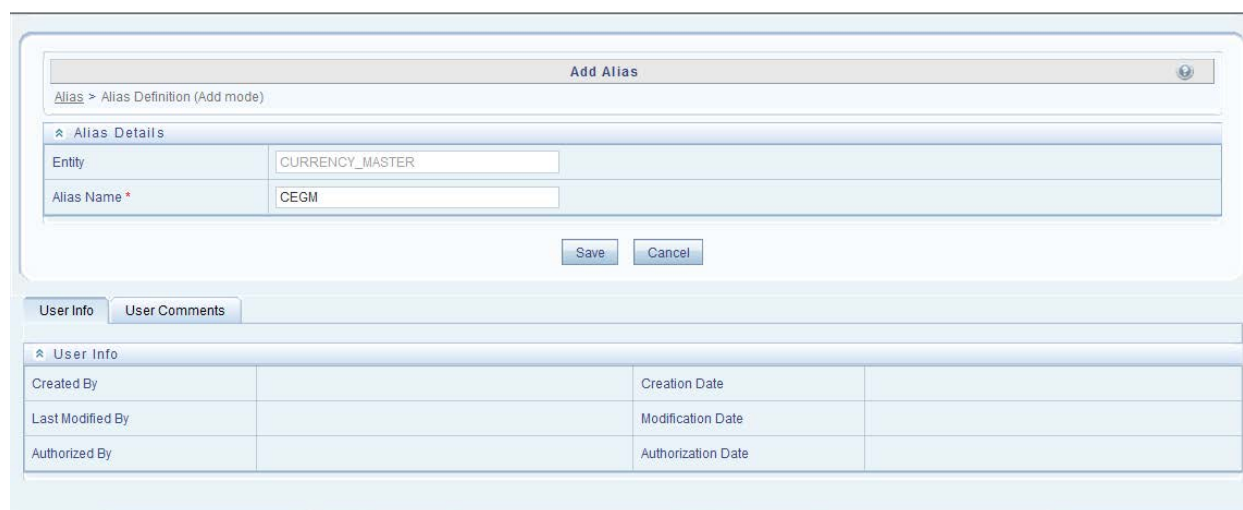 Add Alias
Alias > Alias Definition (Add mode)
Alias Details
Entity CURRENCY_MASTER
Alias Name * CEGM
Save Cancel
User Info User Comments
User Info
Created By Creation Date
Last Modified By Modification Date
Authorized By Authorization Date